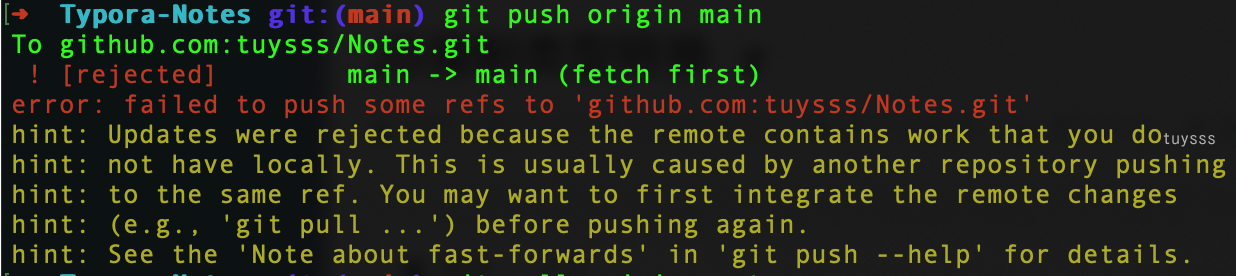 [➜ Typora-Notes git:(main) git push origin main
To github.com:tuysss/Notes.git
! [rejected] main -> main (fetch first)
error: failed to push some refs to 'github.com:tuysss/Notes.git'
hint: Updates were rejected because the remote contains work that you do
tuysss
hint: not have locally. This is usually caused by another repository pushing
hint: to the same ref. You may want to first integrate the remote changes
hint: (e.g., 'git pull ...') before pushing again.
hint: See the 'Note about fast-forwards' in 'git push --help' for details.